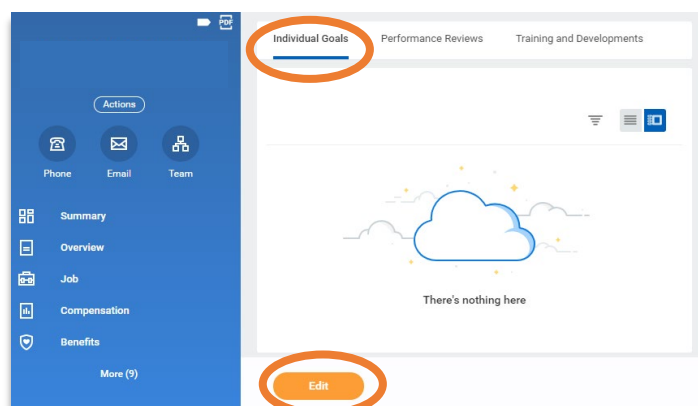 PDF
Actions
Phone Email Team
Summary
Overview
Job
Compensation
Benefits
More (9)
Individual Goals Performance Reviews Training and Developments
There's nothing here
Edit